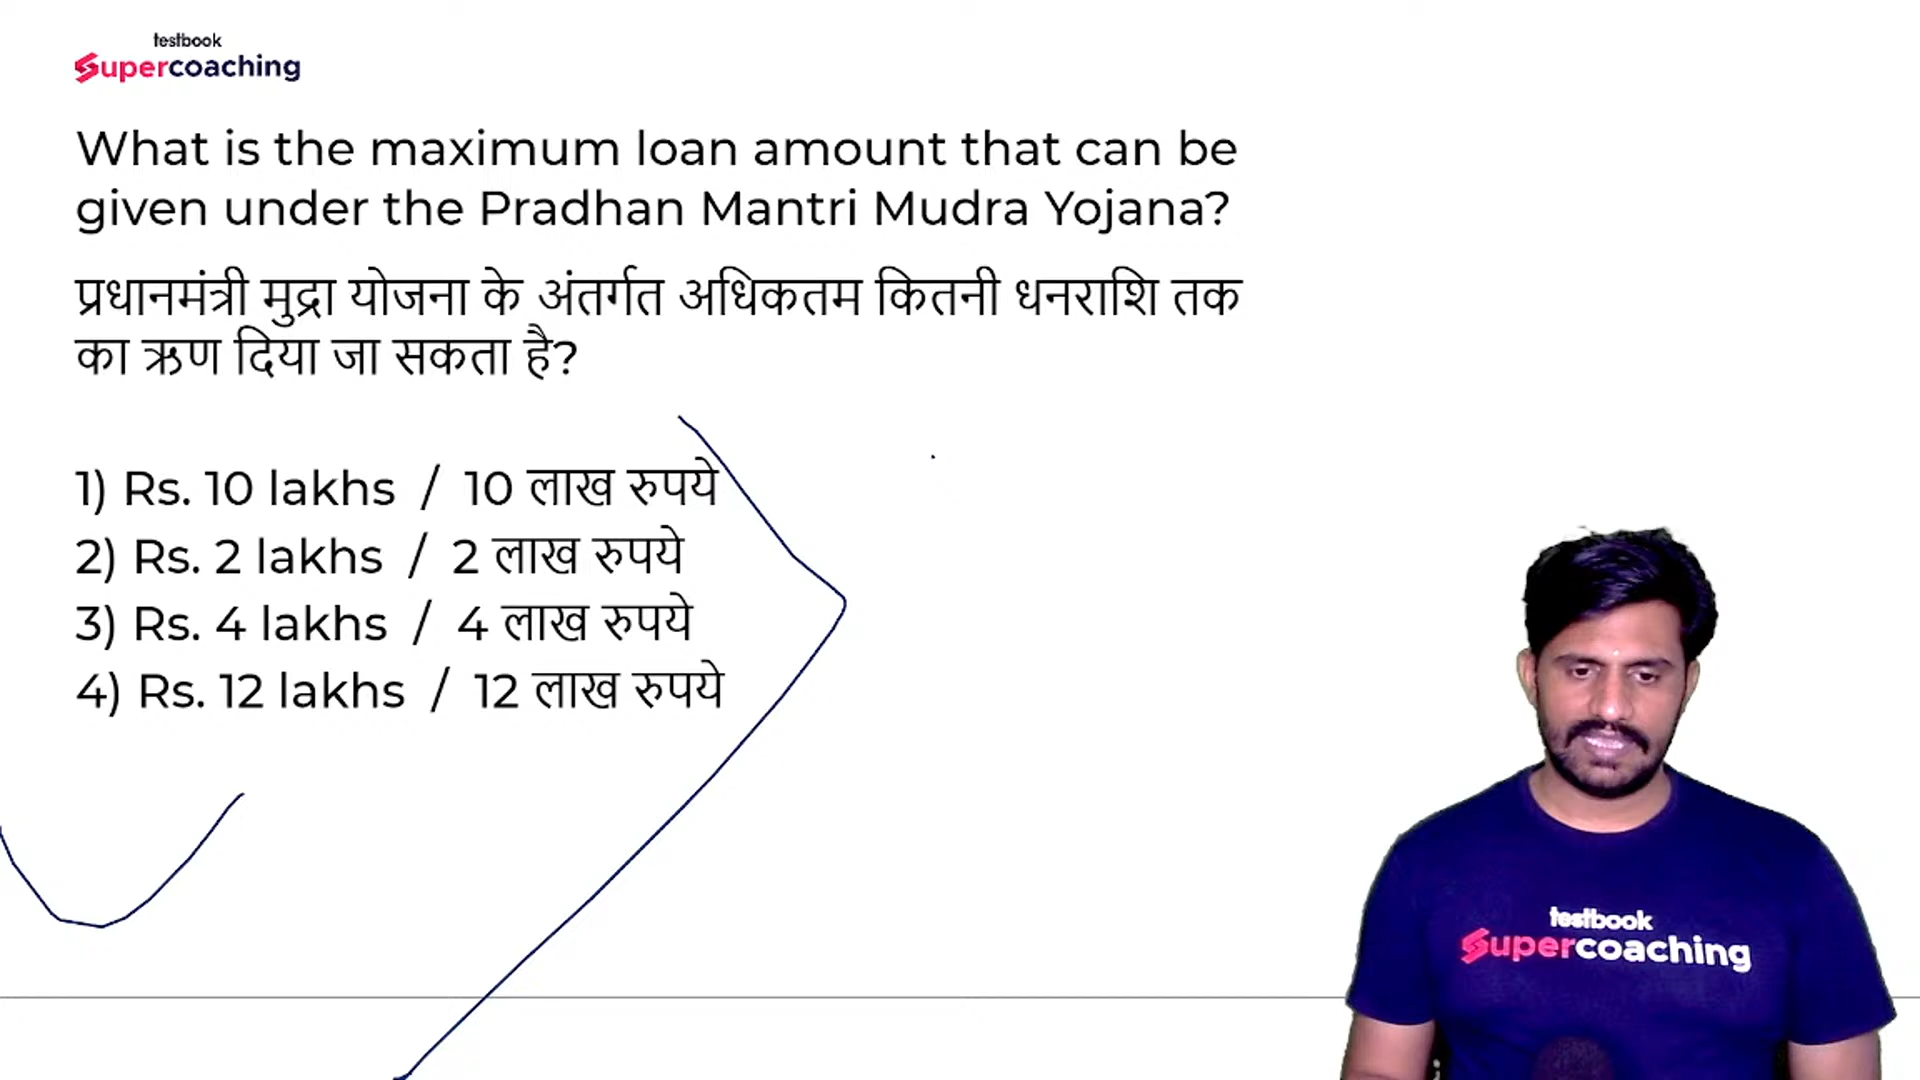 testbook
Supercoaching
What is the maximum loan amount that can be
given under the Pradhan Mantri Mudra Yojana?
प्रधानमंत्री मुद्रा योजना के अंतर्गत अधिकतम कितनी धनराशि तक
का ऋण दिया जा सकता है?
1) Rs. 10 lakhs / 10 लाख रुपये
2) Rs. 2 lakhs / 2 लाख रुपये
3) Rs. 4 lakhs / 4 लाख रुपये
4) Rs. 12 lakhs / 12 लाख रुपये
testbook
Supercoaching